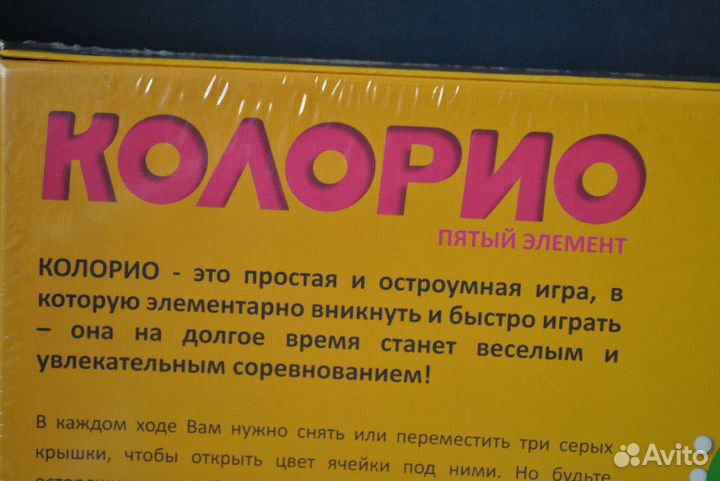 КОЛОРИО
ПЯТЫЙ ЭЛЕМЕНТ
КОЛОРИО - это простая и остроумная игра, в
которую элементарно вникнуть и быстро играть
– она на долгое время станет веселым и
увлекательным соревнованием!
В каждом ходе Вам нужно снять или переместить три серых
крышки, чтобы открыть цвет ячейки под ними. Но будьте
Avito